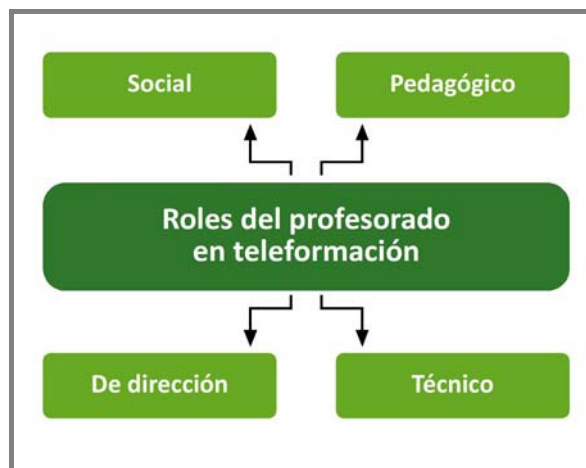 Social
Pedagógico
Roles del profesorado
en teleformación
De dirección
Técnico